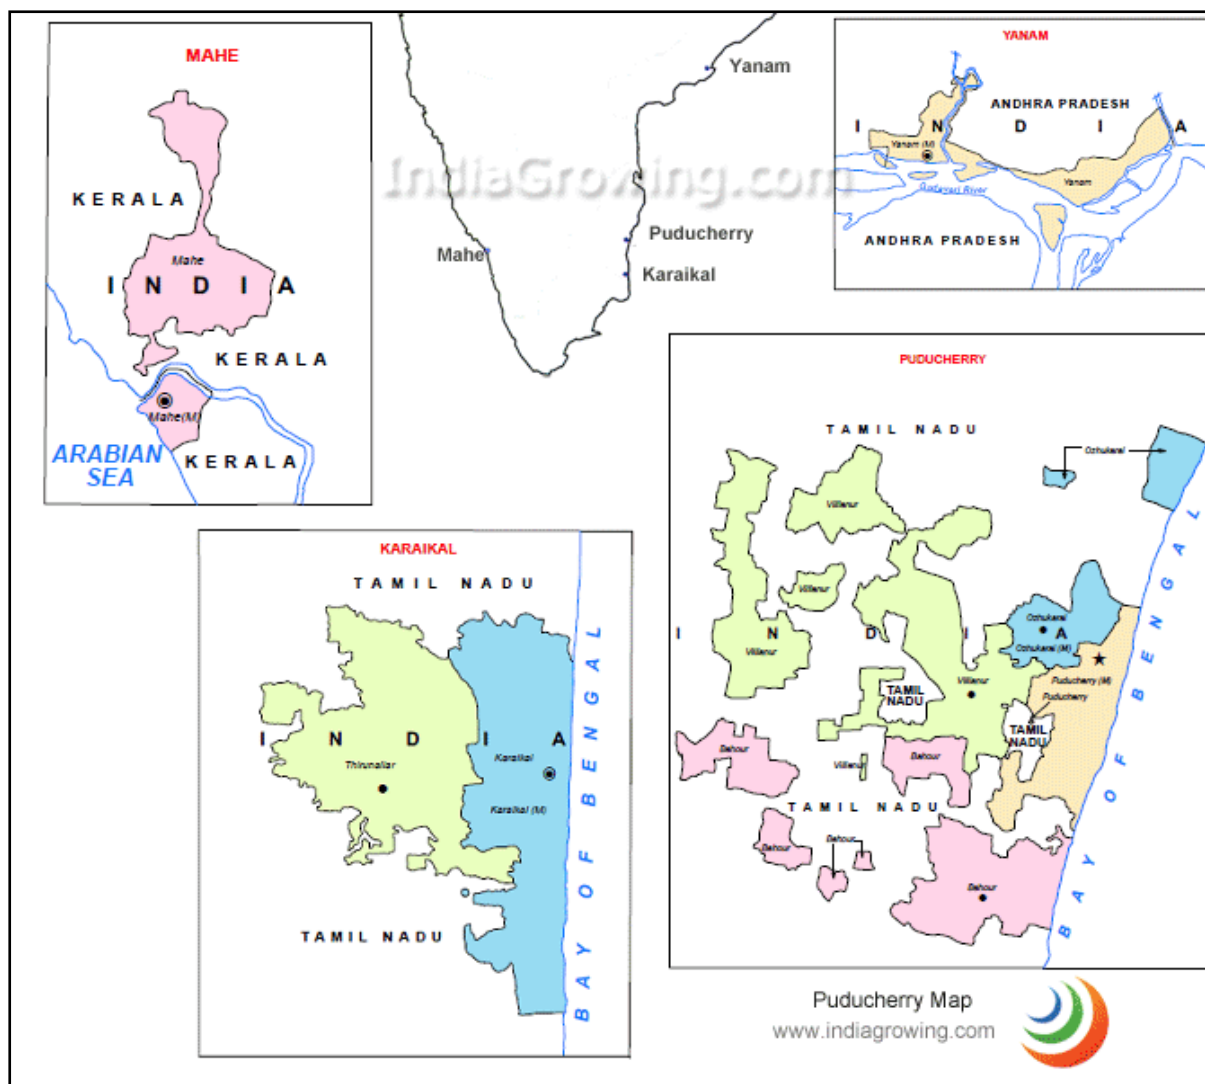 MAHE
KERALA
Mahe
INDIA
KERALA
Mahe(M)
ARABIAN
SEA
KERALA
Yanam
IndiaGrowing.com
Puducherry
Mahe
Karaikal
YANAM
ANDHRA PRADESH
INDIA
Yanam (M)
Yanam
Godavari River
ANDHRA PRADESH
KARAIKAL
TAMIL NADU
INDIA
Thirunallar
Karaikal
Karaikal (M)
TAMIL NADU
BAY OF BENGAL
PUDUCHERRY
TAMIL NADU
Ozhukarai
Villianur
Villianur
INDIA
Ozhukarai
Ozhukarai (M)
Villianur
Villianur
TAMIL
NADU
Puducherry (M)
Puducherry
TAMIL
NADU
Bahour
Villianur
Bahour
TAMIL NADU
Bahour
Bahour
Bahour
BAY OF BENGAL
Puducherry Map
www.indiagrowing.com